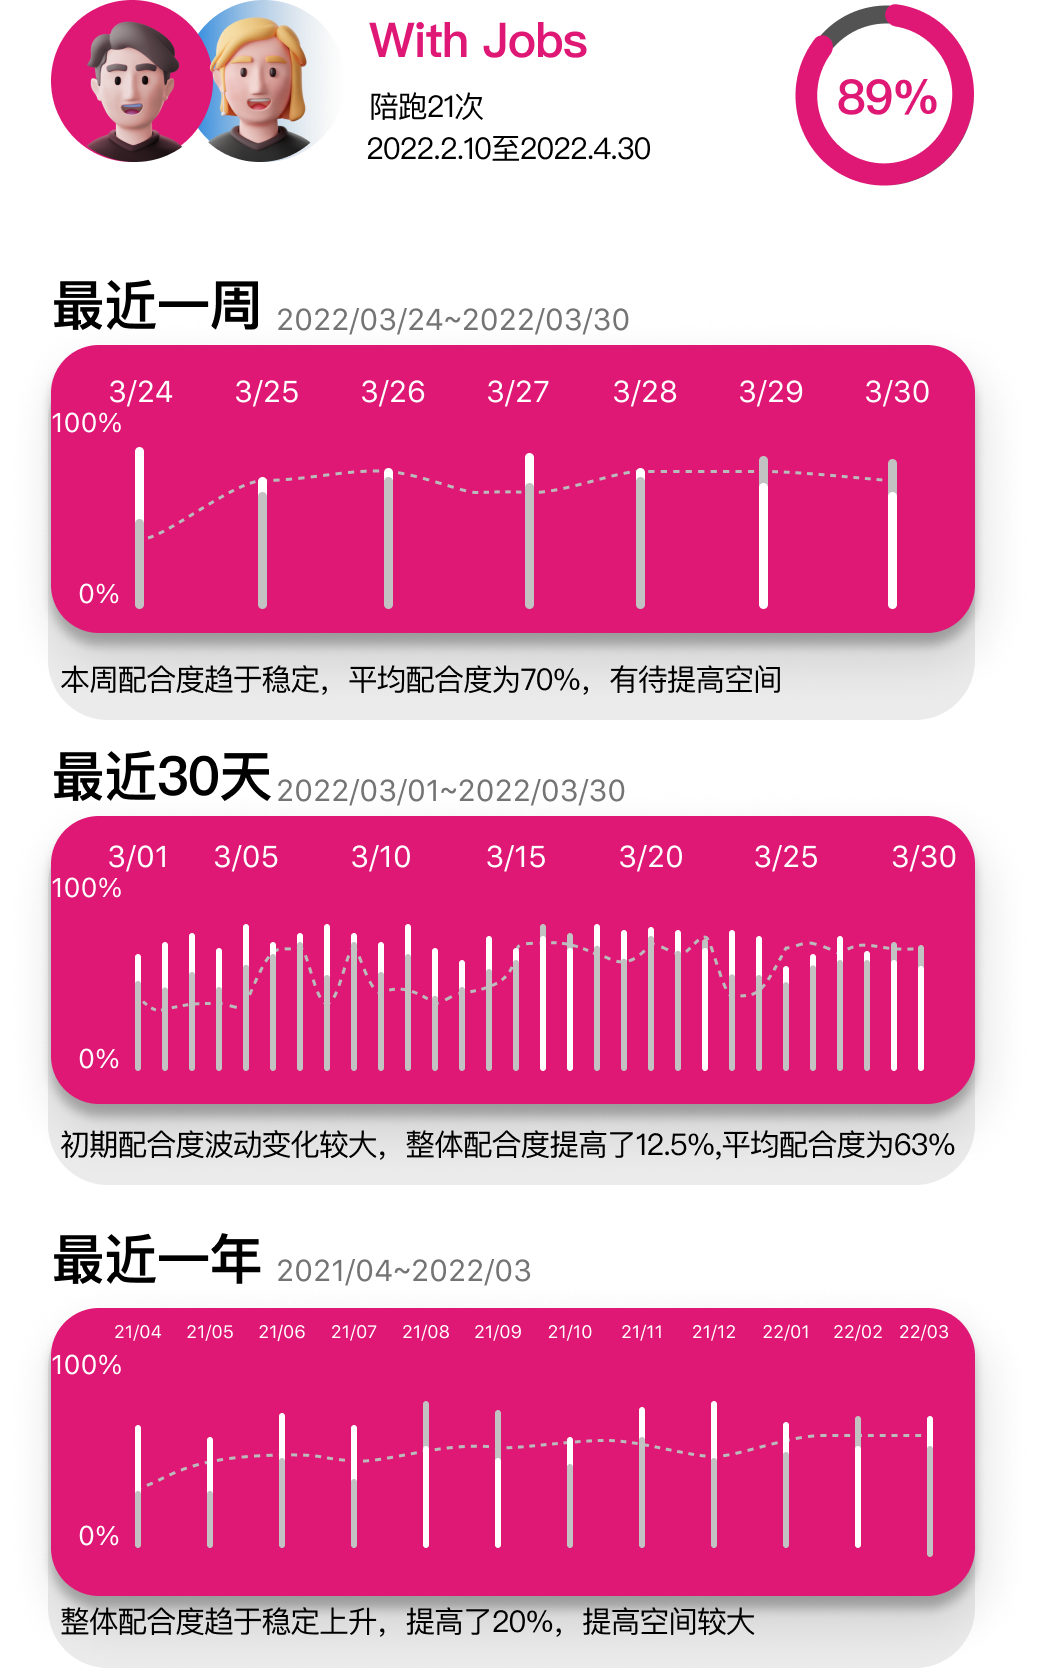 With Jobs
陪跑21次
2022.2.10至2022.4.30
89%
最近一周 2022/03/24~2022/03/30
3/24 3/25 3/26 3/27 3/28 3/29 3/30
100%
0%
本周配合度趋于稳定，平均配合度为70%，有待提高空间
最近30天 2022/03/01~2022/03/30
3/01 3/05 3/10 3/15 3/20 3/25 3/30
100%
0%
初期配合度波动变化较大，整体配合度提高了12.5%,平均配合度为63%
最近一年 2021/04~2022/03
21/04 21/05 21/06 21/07 21/08 21/09 21/10 21/11 21/12 22/01 22/02 22/03
100%
0%
整体配合度趋于稳定上升，提高了20%，提高空间较大